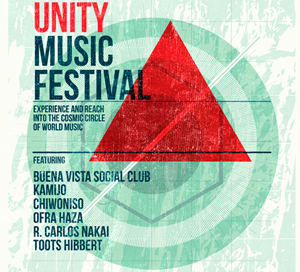 UNITY
MUSIC
FESTIVAL
EXPERIENCE AND REACH
INTO THE COSMIC CIRCLE
OF WORLD MUSIC
FEATURING
BUENA VISTA SOCIAL CLUB
KAMIJO
CHIWONISO
OFRA HAZA
R. CARLOS NAKAI
TOOTS HIBBERT